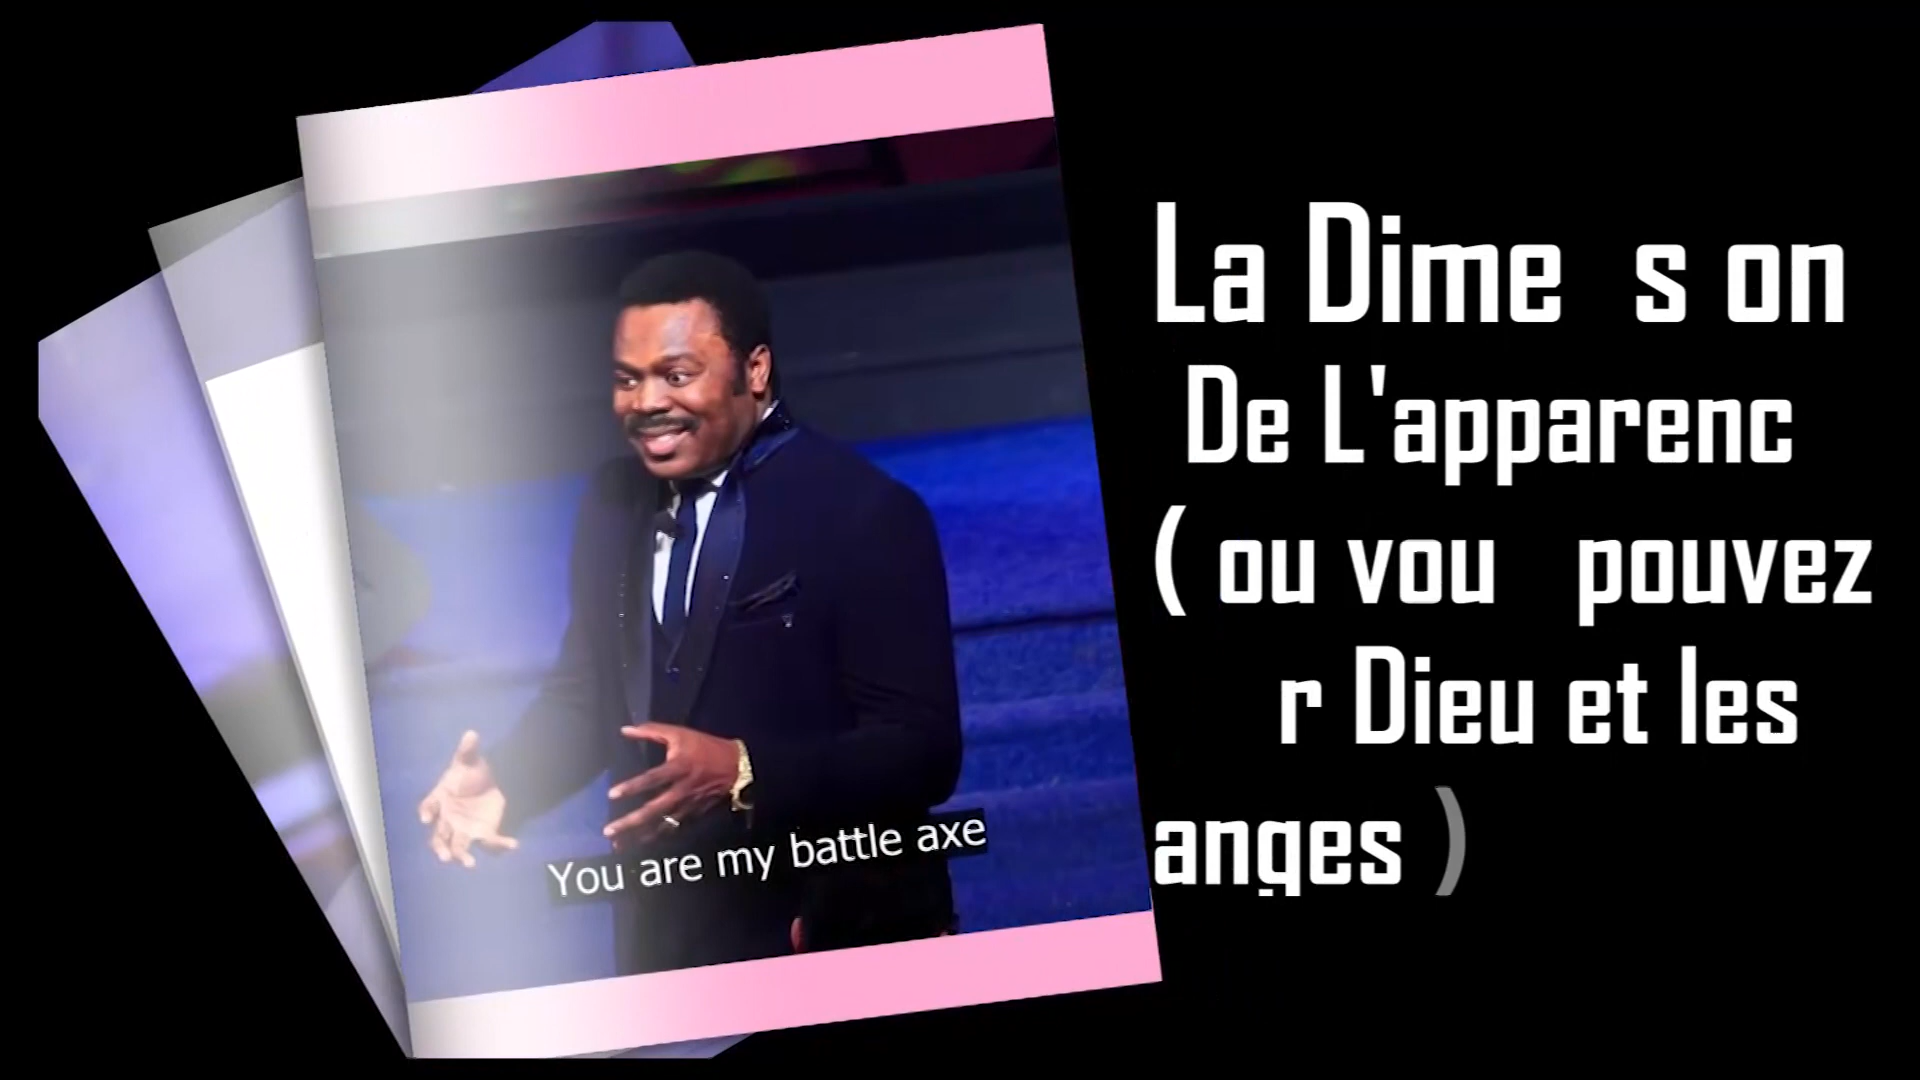 You are my battle axe
La Dime s on
De L'apparenc
( ou vou pouvez
r Dieu et les
anges )